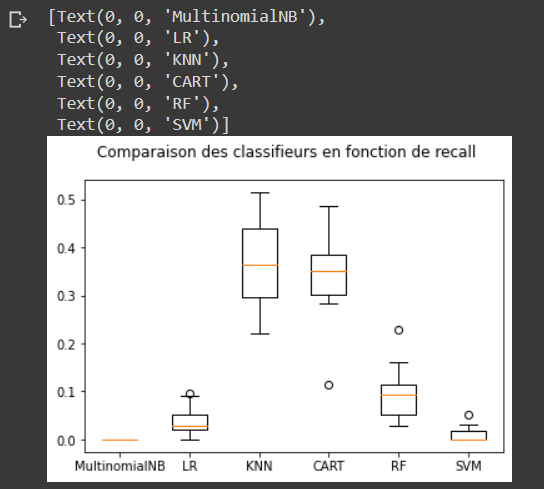 [Text(0, 0, 'MultinomialNB'),
Text(0, 0, 'LR'),
Text(0, 0, 'KNN'),
Text(0, 0, 'CART'),
Text(0, 0, 'RF'),
Text(0, 0, 'SVM')]
Comparaison des classifieurs en fonction de recall
0.5
0.4
0.3
0.2
0.1
0.0
MultinomialNB LR KNN CART RF SVM